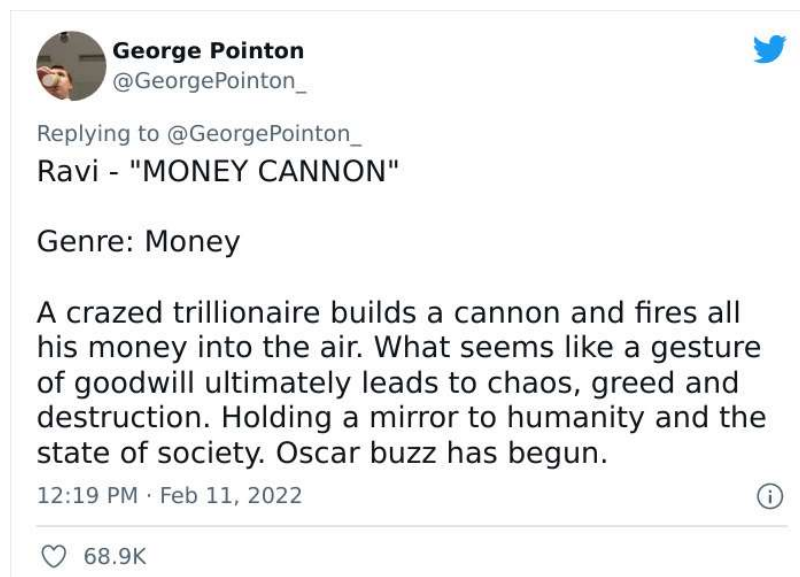 George Pointon
@GeorgePointon_
Replying to @GeorgePointon_
Ravi - "MONEY CANNON"
Genre: Money
A crazed trillionaire builds a cannon and fires all
his money into the air. What seems like a gesture
of goodwill ultimately leads to chaos, greed and
destruction. Holding a mirror to humanity and the
state of society. Oscar buzz has begun.
12:19 PM · Feb 11, 2022
68.9K